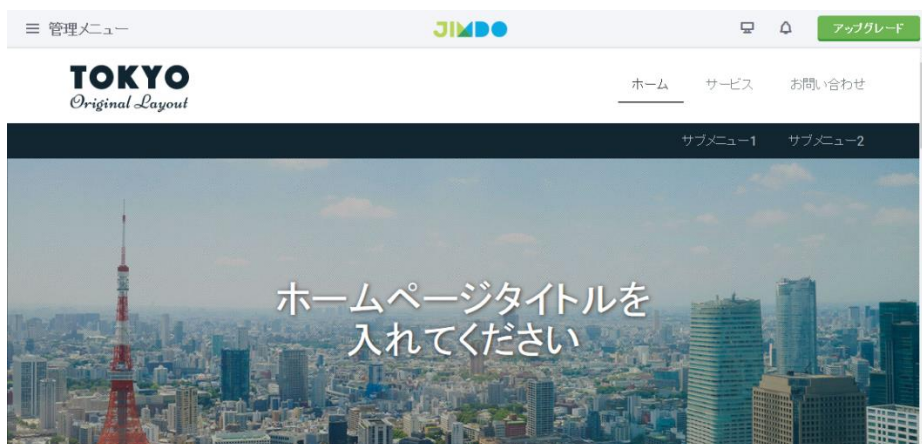 管理メニュー
JIMDO
アップグレード
TOKYO
Original Layout
ホーム サービス お問い合わせ
サブメニュー1 サブメニュー2
ホームページタイトルを
入れてください